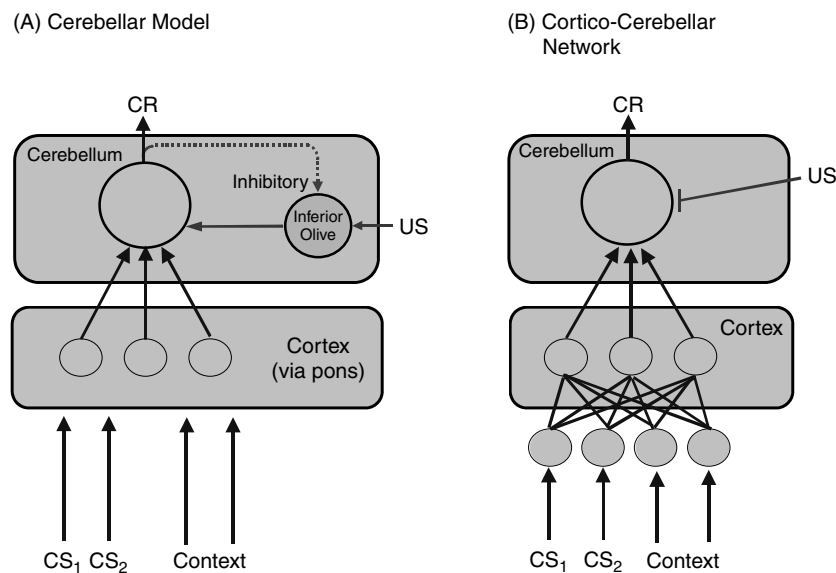 (A) Cerebellar Model
CR
Cerebellum
Inhibitory
Inferior
Olive
US
Cortex
(via pons)
CS₁ CS₂ Context
(B) Cortico-Cerebellar
Network
CR
Cerebellum
US
Cortex
CS₁ CS₂ Context